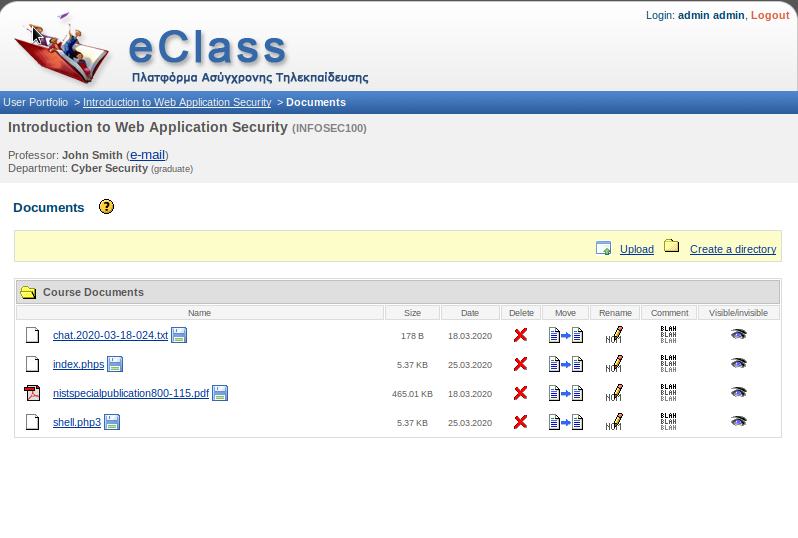 Login: admin admin, Logout
eClass
Πλατφόρμα Ασύγχρονης Τηλεκπαίδευσης
User Portfolio > Introduction to Web Application Security > Documents
Introduction to Web Application Security (INFOSEC100)
Professor: John Smith (e-mail)
Department: Cyber Security (graduate)
Documents ?
Upload Create a directory
Course Documents
Name Size Date Delete Move Rename Comment Visible/invisible
chat.2020-03-18-024.txt 178 B 18.03.2020 NOM BLAH BLAH BLAH
index.phps 5.37 KB 25.03.2020 NOM BLAH BLAH BLAH
nistspecialpublication800-115.pdf 465.01 KB 18.03.2020 NOM BLAH BLAH BLAH
shell.php3 5.37 KB 25.03.2020 NOM BLAH BLAH BLAH